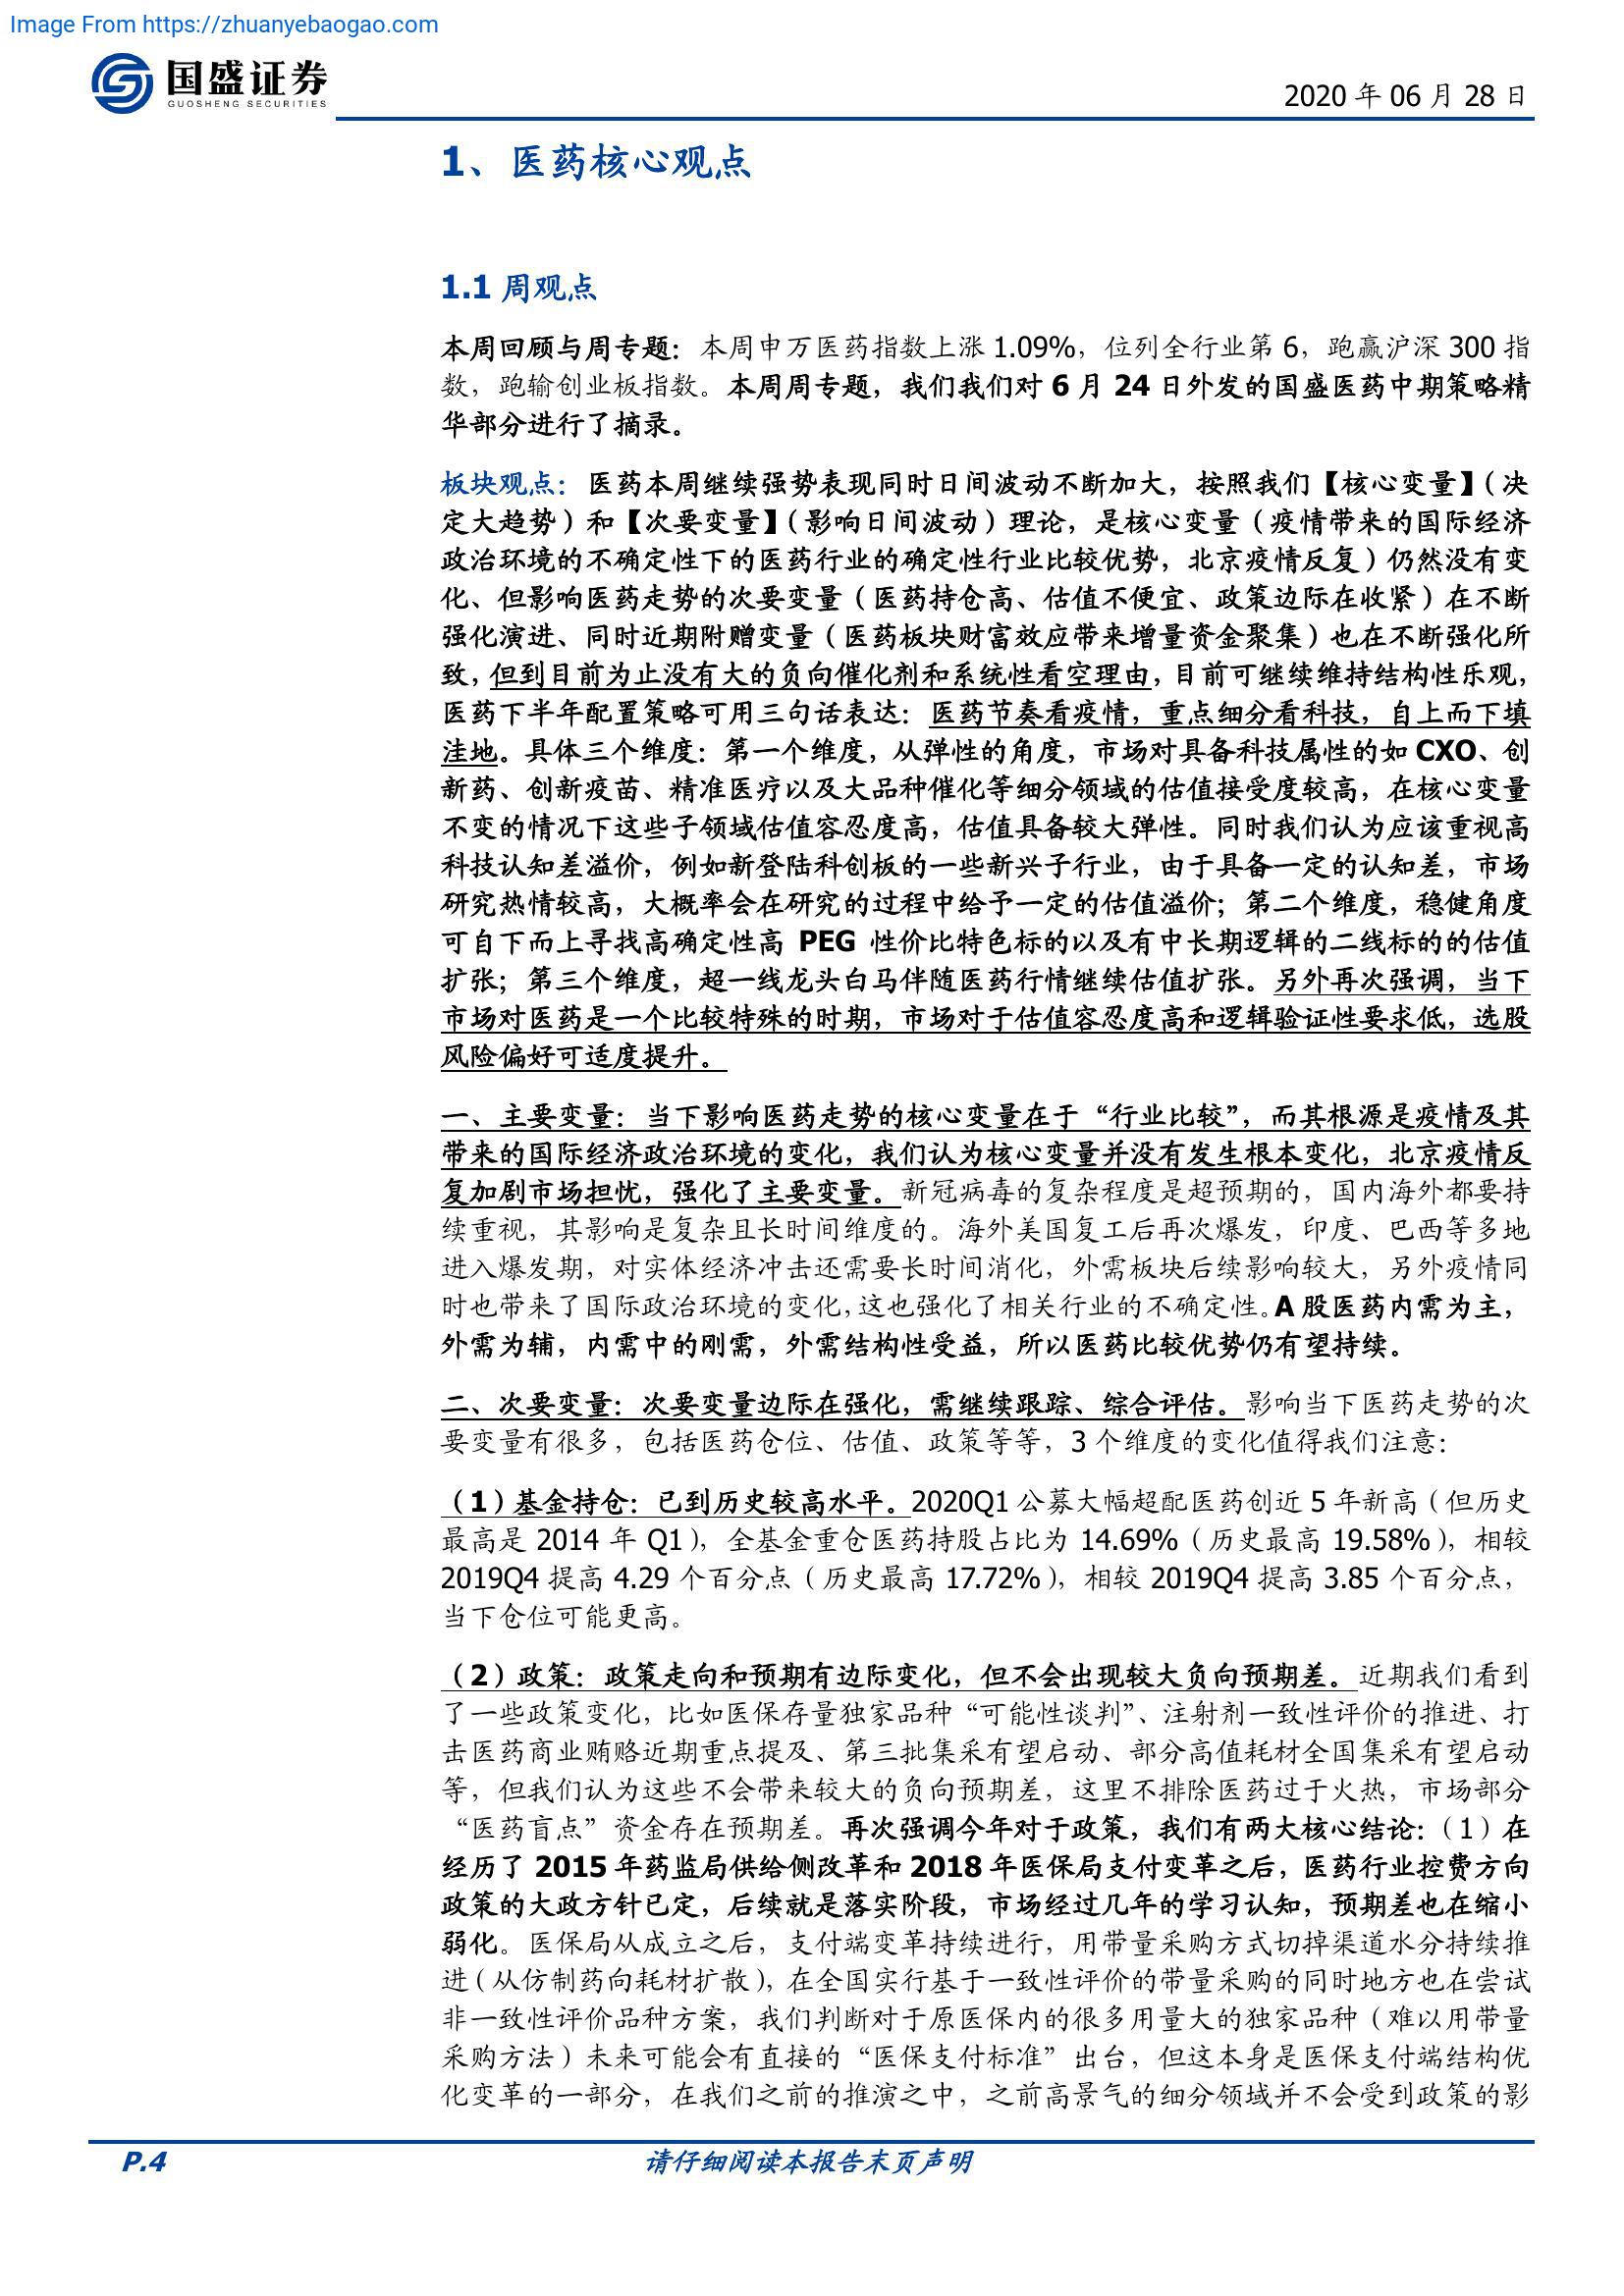 Image From https://zhuanyebaogao.com
国盛证券
GUOSHENG SECURITIES
2020 年 06 月 28 日
1、医药核心观点
1.1 周观点
本周回顾与周专题：本周申万医药指数上涨 1.09%，位列全行业第 6，跑赢沪深 300 指
数，跑输创业板指数。本周周专题，我们我们对 6 月 24 日外发的国盛医药中期策略精
华部分进行了摘录。
板块观点：医药本周继续强势表现同时日间波动不断加大，按照我们【核心变量】（决
定大趋势）和【次要变量】（影响日间波动）理论，是核心变量（疫情带来的国际经济
政治环境的不确定性下的医药行业的确定性行业比较优势，北京疫情反复）仍然没有变
化、但影响医药走势的次要变量（医药持仓高、估值不便宜、政策边际在收紧）在不断
强化演进、同时近期附赠变量（医药板块财富效应带来增量资金聚集）也在不断强化所
致，但到目前为止没有大的负向催化剂和系统性看空理由，目前可继续维持结构性乐观，
医药下半年配置策略可用三句话表达：医药节奏看疫情，重点细分看科技，自上而下填
洼地。具体三个维度：第一个维度，从弹性的角度，市场对具备科技属性的如 CXO、创
新药、创新疫苗、精准医疗以及大品种催化等细分领域的估值接受度较高，在核心变量
不变的情况下这些子领域估值容忍度高，估值具备较大弹性。同时我们认为应该重视高
科技认知差溢价，例如新登陆科创板的一些新兴子行业，由于具备一定的认知差，市场
研究热情较高，大概率会在研究的过程中给予一定的估值溢价；第二个维度，稳健角度
可自下而上寻找高确定性高 PEG 性价比特色标的以及有中长期逻辑的二线标的的估值
扩张；第三个维度，超一线龙头白马伴随医药行情继续估值扩张。另外再次强调，当下
市场对医药是一个比较特殊的时期，市场对于估值容忍度高和逻辑验证性要求低，选股
风险偏好可适度提升。
一、主要变量：当下影响医药走势的核心变量在于“行业比较”，而其根源是疫情及其
带来的国际经济政治环境的变化，我们认为核心变量并没有发生根本变化，北京疫情反
复加剧市场担忧，强化了主要变量。新冠病毒的复杂程度是超预期的，国内海外都要持
续重视，其影响是复杂且长时间维度的。海外美国复工后再次爆发，印度、巴西等多地
进入爆发期，对实体经济冲击还需要长时间消化，外需板块后续影响较大，另外疫情同
时也带来了国际政治环境的变化，这也强化了相关行业的不确定性。A 股医药内需为主，
外需为辅，内需中的刚需，外需结构性受益，所以医药比较优势仍有望持续。
二、次要变量：次要变量边际在强化，需继续跟踪、综合评估。影响当下医药走势的次
要变量有很多，包括医药仓位、估值、政策等等，3 个维度的变化值得我们注意：
（1）基金持仓：已到历史较高水平。2020Q1 公募大幅超配医药创近 5 年新高（但历史
最高是 2014 年 Q1），全基金重仓医药持股占比为 14.69%（历史最高 19.58%），相较
2019Q4 提高 4.29 个百分点（历史最高 17.72%），相较 2019Q4 提高 3.85 个百分点，
当下仓位可能更高。
（2）政策：政策走向和预期有边际变化，但不会出现较大负向预期差。近期我们看到
了一些政策变化，比如医保存量独家品种“可能性谈判”、注射剂一致性评价的推进、打
击医药商业贿赂近期重点提及、第三批集采有望启动、部分高值耗材全国集采有望启动
等，但我们认为这些不会带来较大的负向预期差，这里不排除医药过于火热，市场部分
“医药盲点”资金存在预期差。再次强调今年对于政策，我们有两大核心结论：（1）在
经历了 2015 年药监局供给侧改革和 2018 年医保局支付变革之后，医药行业控费方向
政策的大政方针已定，后续就是落实阶段，市场经过几年的学习认知，预期差也在缩小
弱化。医保局从成立之后，支付端变革持续进行，用带量采购方式切掉渠道水分持续推
进（从仿制药向耗材扩散），在全国实行基于一致性评价的带量采购的同时地方也在尝试
非一致性评价品种方案，我们判断对于原医保内的很多用量大的独家品种（难以用带量
采购方法）未来可能会有直接的“医保支付标准”出台，但这本身是医保支付端结构优
化变革的一部分，在我们之前的推演之中，之前高景气的细分领域并不会受到政策的影
P.4
请仔细阅读本报告末页声明